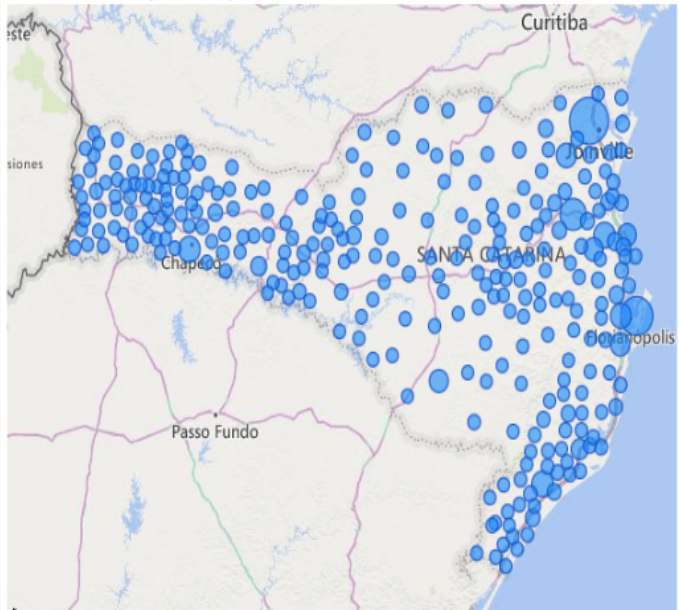 Curitiba
este
siones
Joinville
SANTA CATARINA
Chapecó
Florianópolis
Passo Fundo